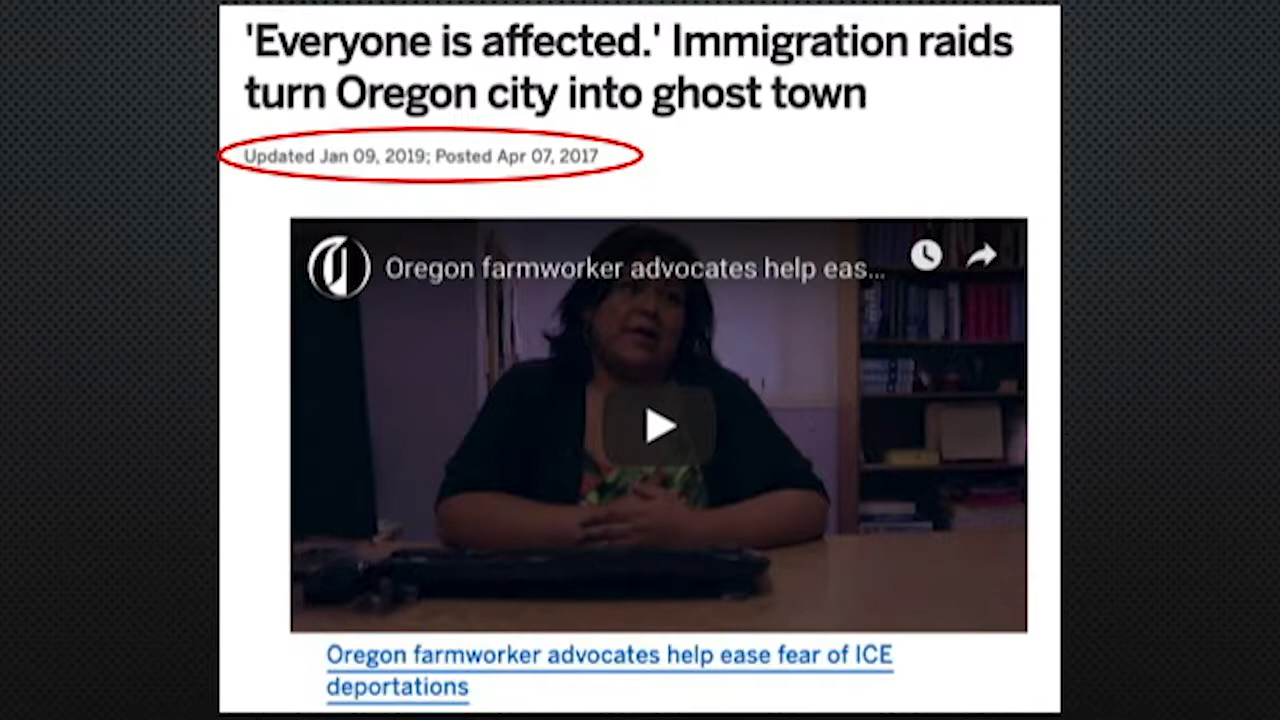 'Everyone is affected.' Immigration raids
turn Oregon city into ghost town
Updated Jan 09, 2019; Posted Apr 07, 2017
Oregon farmworker advocates help eas...
Oregon farmworker advocates help ease fear of ICE
deportations